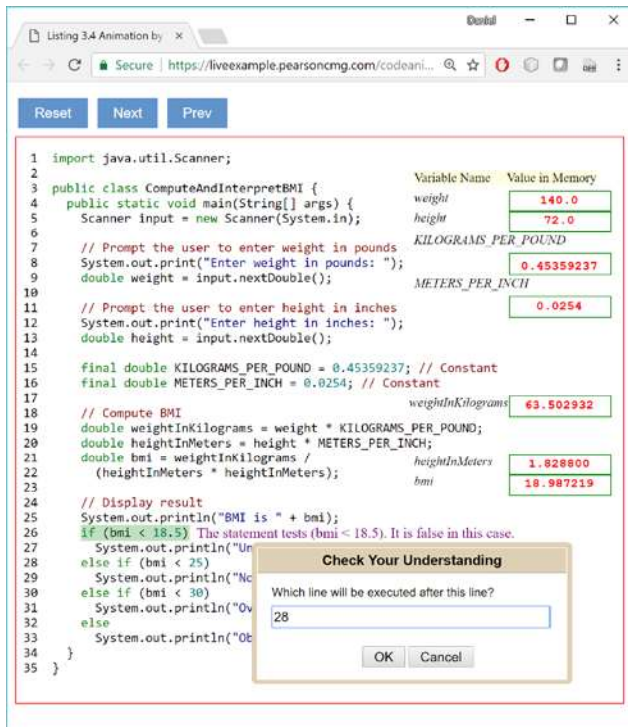 Daniel
Listing 3.4 Animation by
Secure | https://liveexample.pearsoncmg.com/codeani...
Reset Next Prev
1 import java.util.Scanner;
2
3 public class ComputeAndInterpretBMI {
4 public static void main(String[] args) {
5 Scanner input = new Scanner(System.in);
6
7 // Prompt the user to enter weight in pounds
8 System.out.print("Enter weight in pounds: ");
9 double weight = input.nextDouble();
10
11 // Prompt the user to enter height in inches
12 System.out.print("Enter height in inches: ");
13 double height = input.nextDouble();
14
15 final double KILOGRAMS_PER_POUND = 0.45359237; // Constant
16 final double METERS_PER_INCH = 0.0254; // Constant
17
18 // Compute BMI
19 double weightInKilograms = weight * KILOGRAMS_PER_POUND;
20 double heightInMeters = height * METERS_PER_INCH;
21 double bmi = weightInKilograms /
22 (heightInMeters * heightInMeters);
23
24 // Display result
25 System.out.println("BMI is " + bmi);
26 if (bmi < 18.5) The statement tests (bmi < 18.5). It is false in this case.
27 System.out.println("Un
28 else if (bmi < 25)
29 System.out.println("No
30 else if (bmi < 30)
31 System.out.println("Ov
32 else
33 System.out.println("Ob
34 }
35 }
Variable Name Value in Memory
weight 140.0
height 72.0
KILOGRAMS_PER_POUND
0.45359237
METERS_PER_INCH
0.0254
weightInKilograms 63.502932
heightInMeters 1.828800
bmi 18.987219
Check Your Understanding
Which line will be executed after this line?
28
OK Cancel